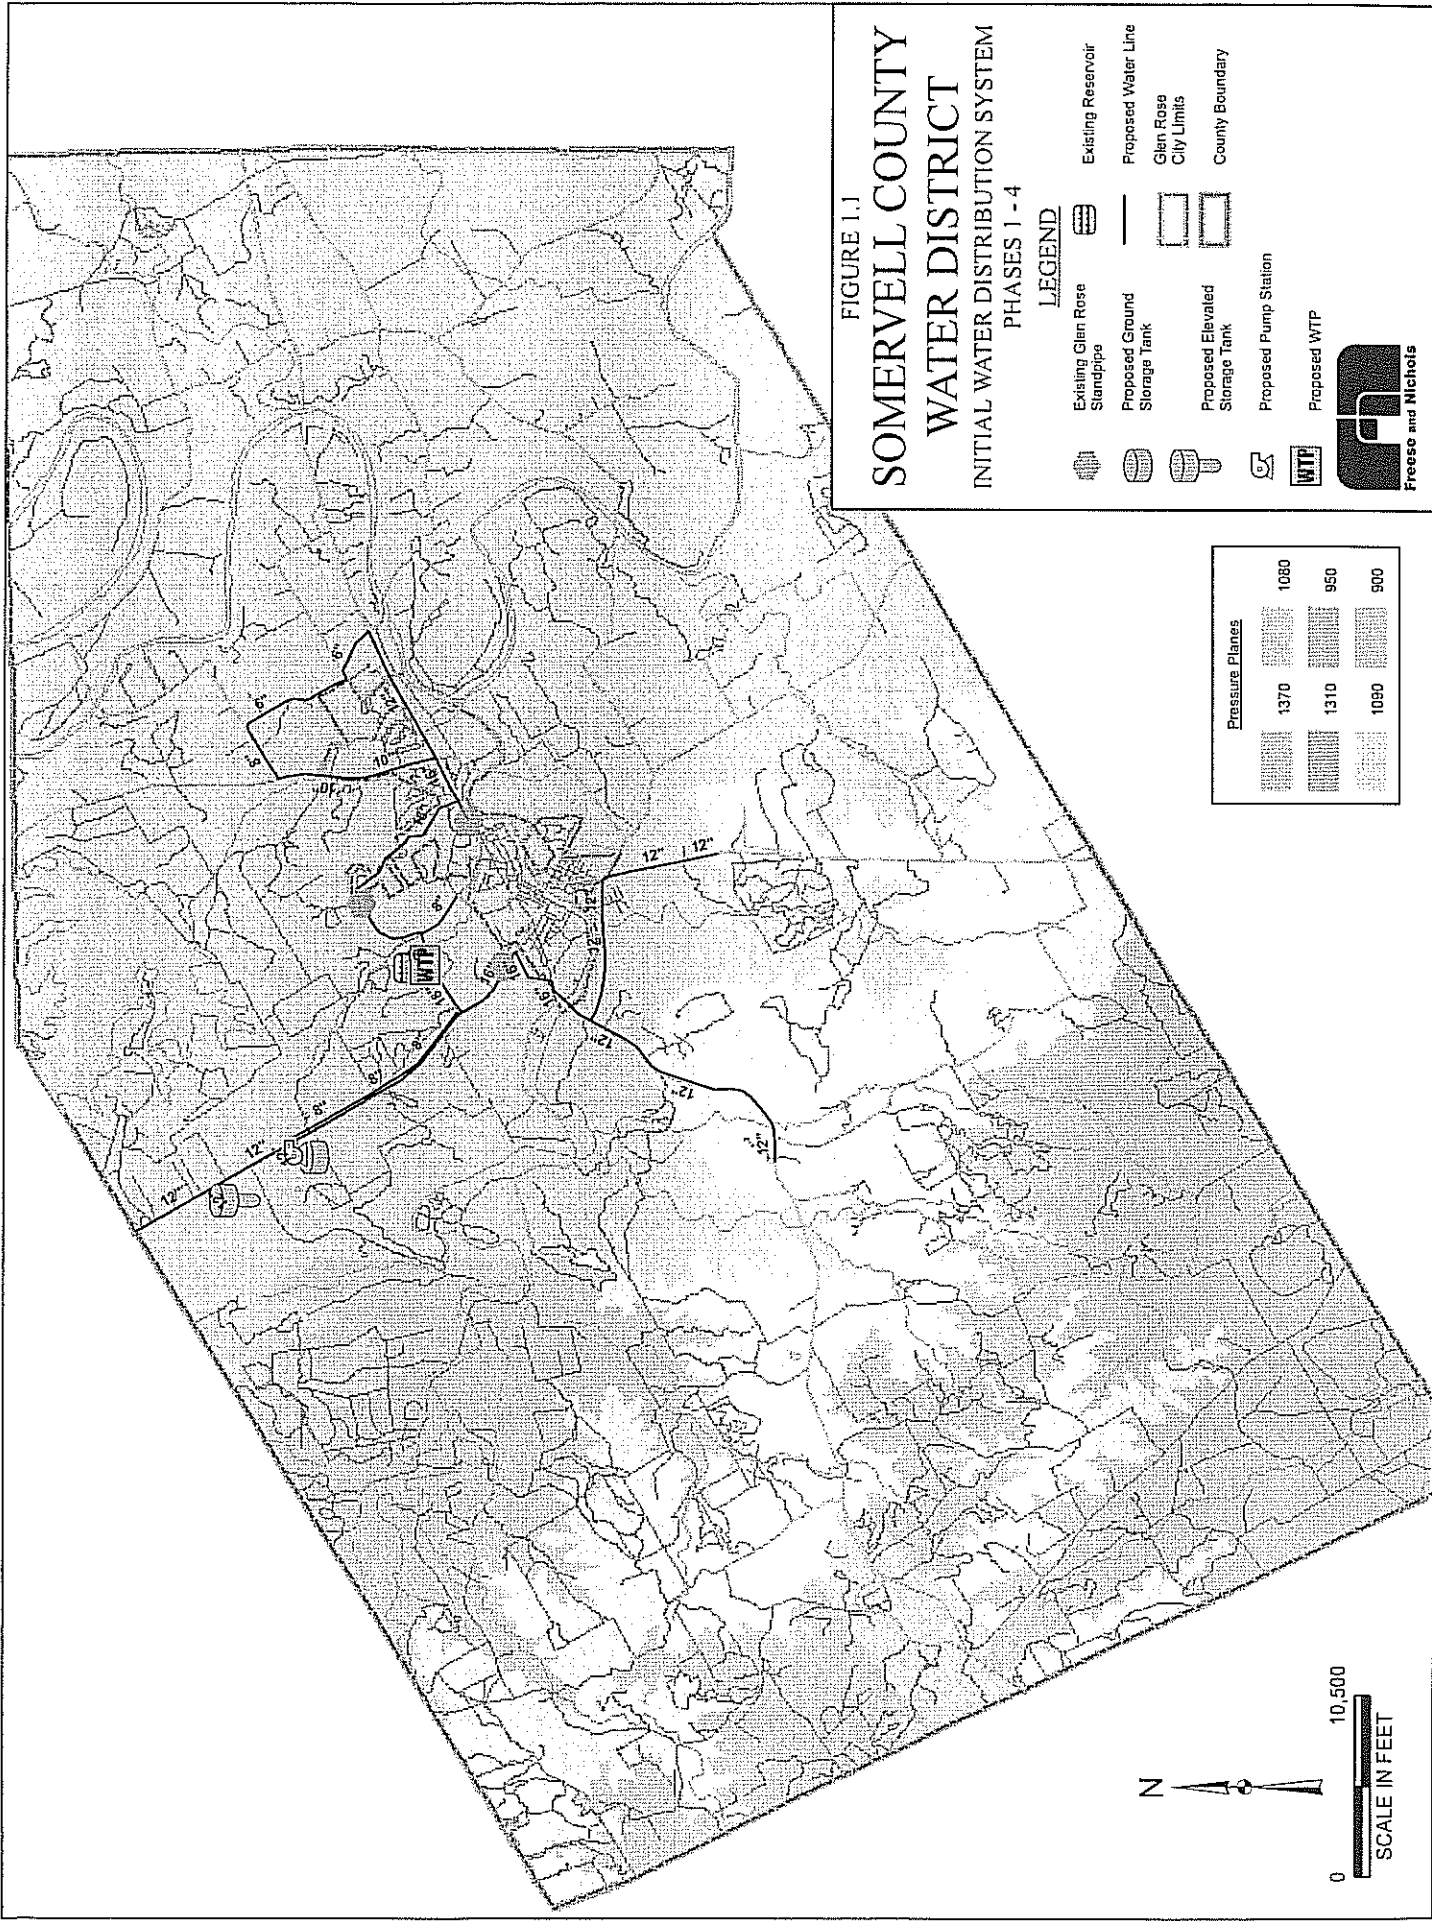 FIGURE 1.1
SOMERVELL COUNTY
WATER DISTRICT
INITIAL WATER DISTRIBUTION SYSTEM
PHASES 1 - 4
LEGEND
Existing Glen Rose
Standpipe
Proposed Ground
Storage Tank
Proposed Elevated
Storage Tank
Proposed Pump Station
WTP
Proposed WTP
Existing Reservoir
Proposed Water Line
Glen Rose
City Limits
County Boundary
Freese and Nichols
Pressure Planes
1370
1080
1310
950
1090
900
N
0
10,500
SCALE IN FEET
12"
12"
8"
8"
8"
16"
WTP
16"
16"
16"
12"
12"
12"
12"
12"
12"
12"
8"
10"
10"
12"
6"
6"